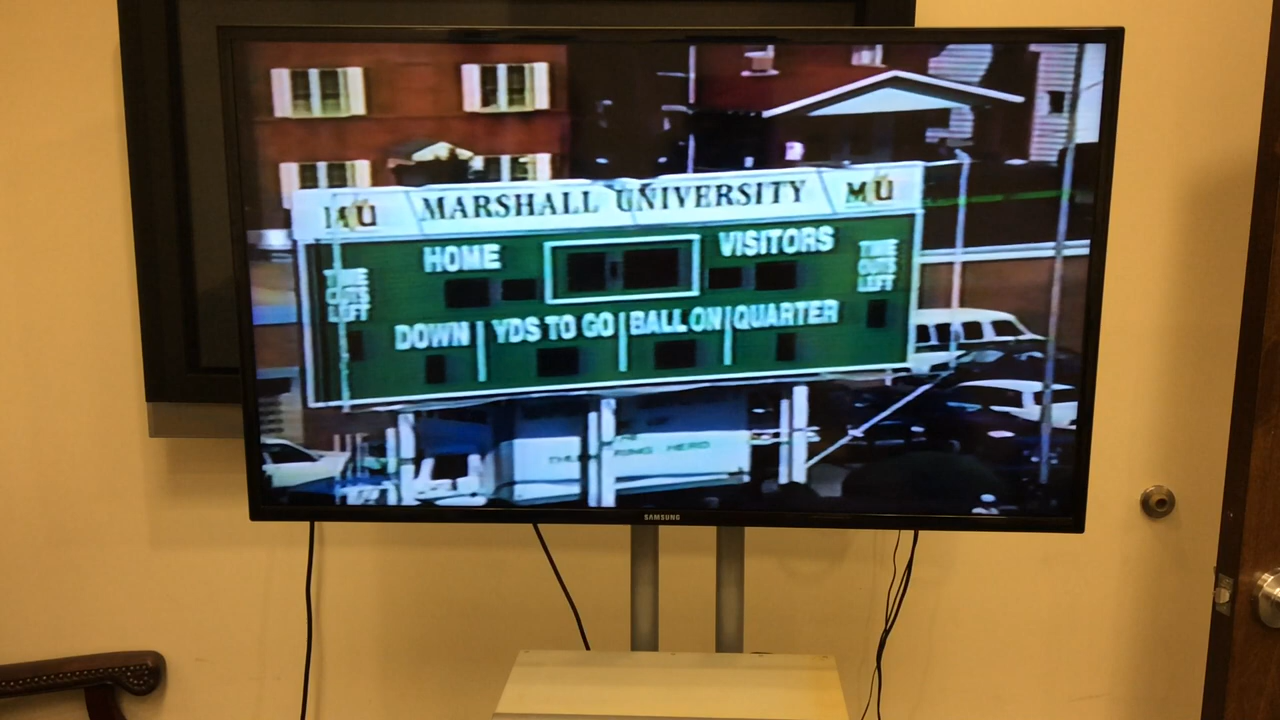 MU MARSHALL UNIVERSITY MU
HOME VISITORS
TIME
OUTS
LEFT
TIME
OUTS
LEFT
DOWN YDS TO GO BALL ON QUARTER
HERD
SAMSUNG